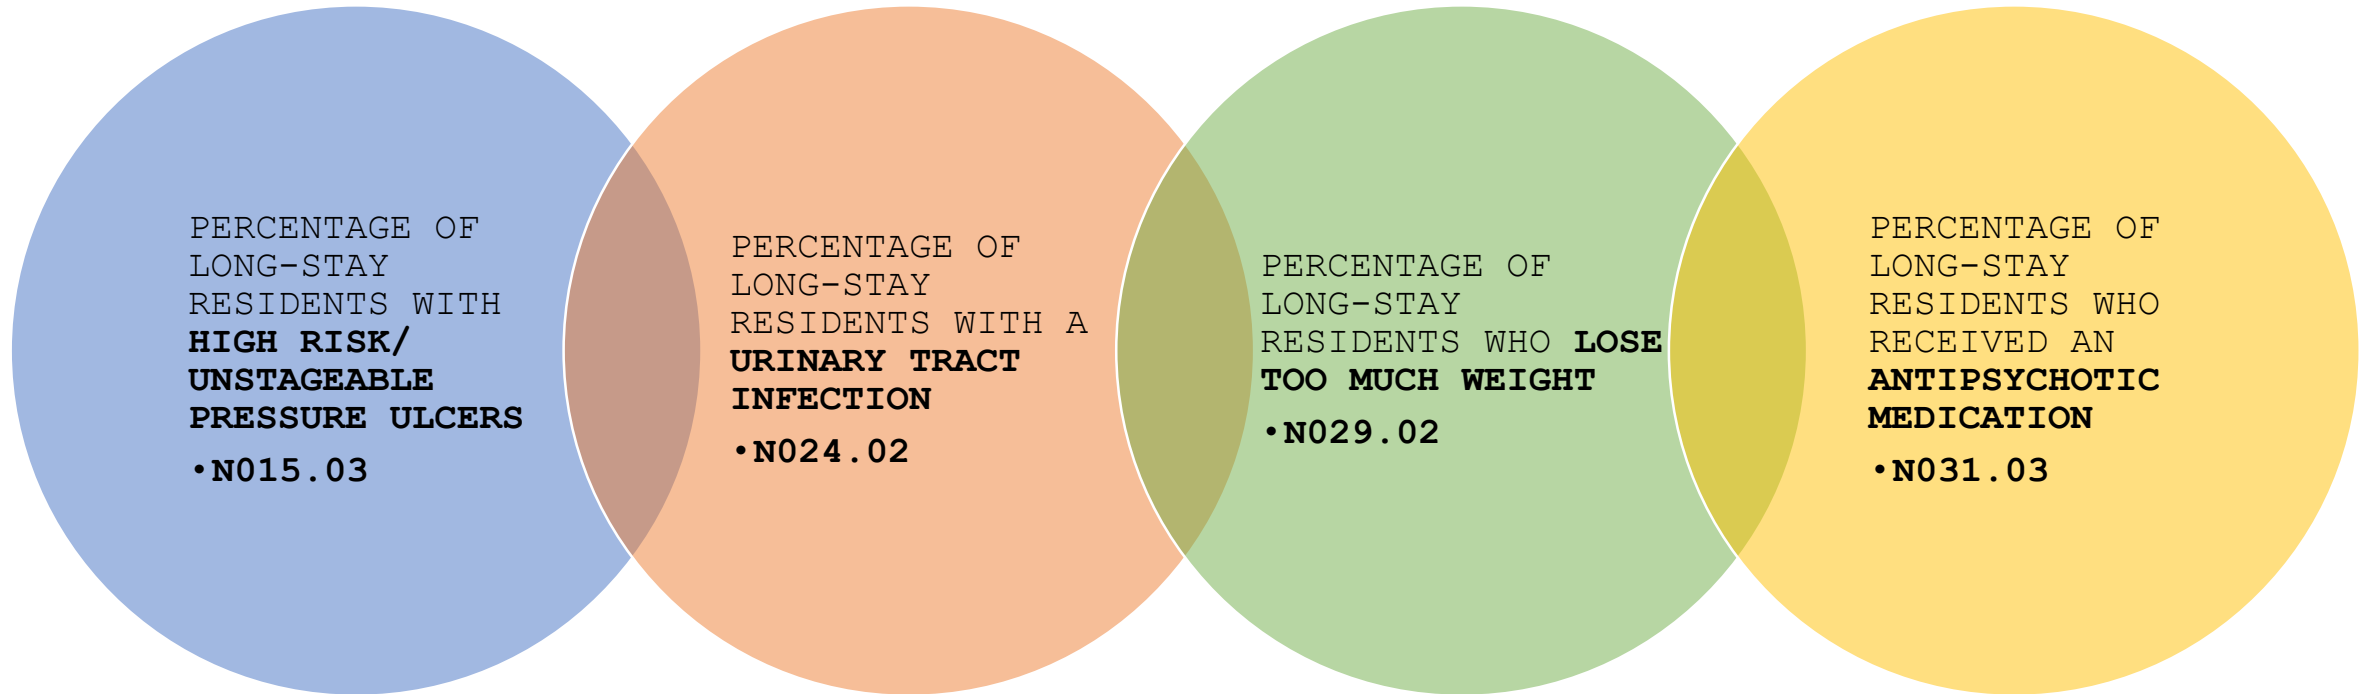 PERCENTAGE OF
LONG-STAY
RESIDENTS WITH
HIGH RISK/
UNSTAGEABLE
PRESSURE ULCERS
•N015.03
PERCENTAGE OF
LONG-STAY
RESIDENTS WITH A
URINARY TRACT
INFECTION
•N024.02
PERCENTAGE OF
LONG-STAY
RESIDENTS WHO LOSE
TOO MUCH WEIGHT
•N029.02
PERCENTAGE OF
LONG-STAY
RESIDENTS WHO
RECEIVED AN
ANTIPSYCHOTIC
MEDICATION
•N031.03